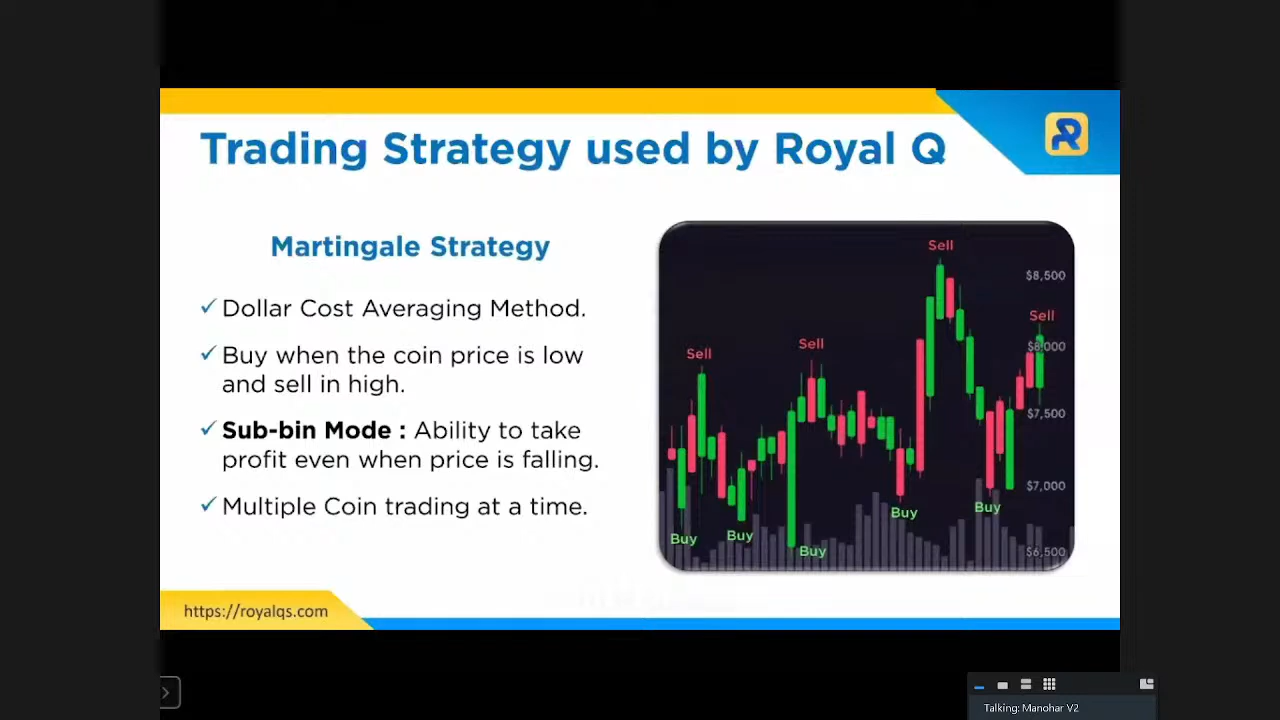 Trading Strategy used by Royal Q
Martingale Strategy
✓ Dollar Cost Averaging Method.
✓ Buy when the coin price is low
and sell in high.
✓ Sub-bin Mode : Ability to take
profit even when price is falling.
✓ Multiple Coin trading at a time.
Sell
$8,500
Sell
$8,000
Sell
Sell
$7,500
$7,000
Buy
Buy
Buy
Buy
Buy
$6,500
https://royalqs.com
Talking: Manohar V2